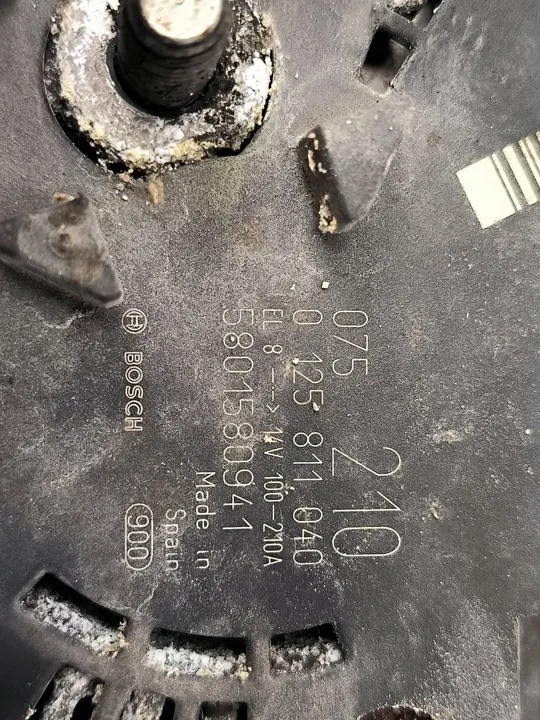 075
210
0 125 811 040
EL 8 ---> 14V 100-210A
5801580941
Made in
Spain
BOSCH
900